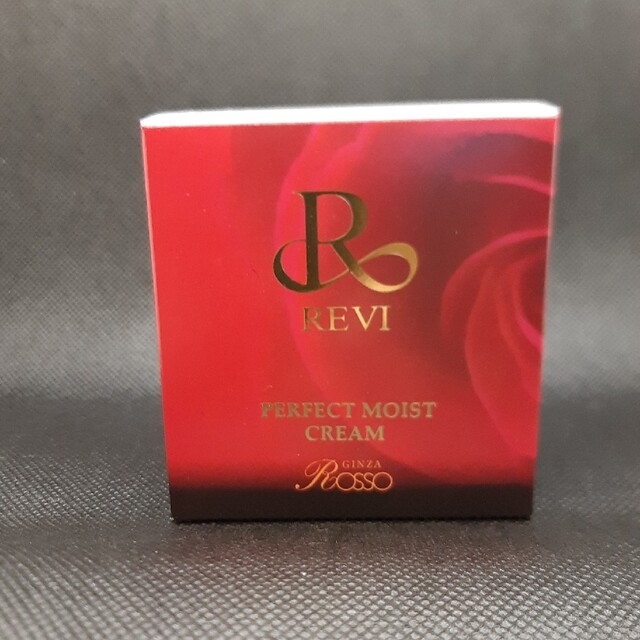 R
REVI
PERFECT MOIST
CREAM
GINZA
Rosso